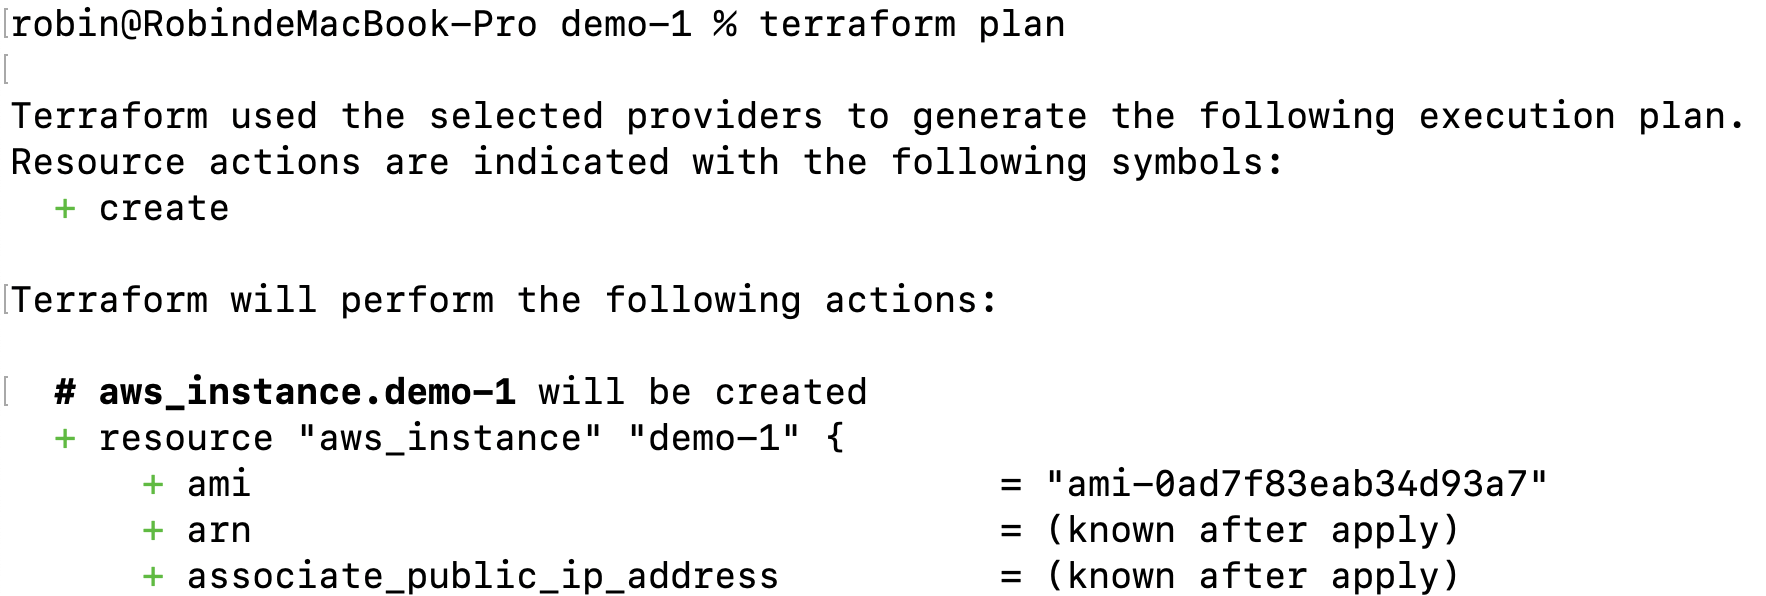 robin@RobindeMacBook-Pro demo-1 % terraform plan
Terraform used the selected providers to generate the following execution plan.
Resource actions are indicated with the following symbols:
+ create
Terraform will perform the following actions:
# aws_instance.demo-1 will be created
+ resource "aws_instance" "demo-1" {
+ ami = "ami-0ad7f83eab34d93a7"
+ arn = (known after apply)
+ associate_public_ip_address = (known after apply)